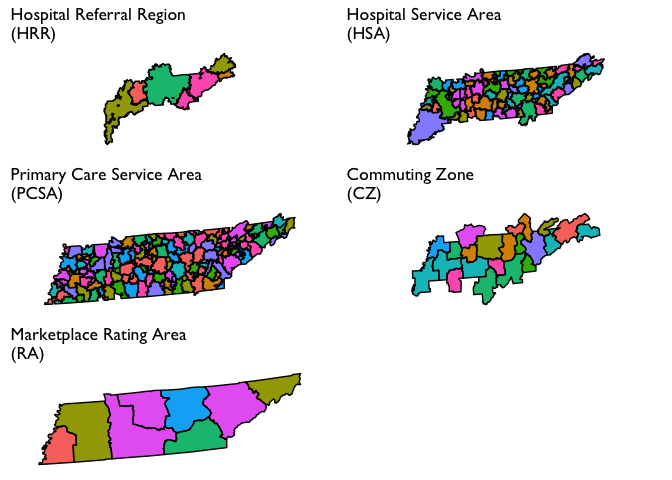 Hospital Referral Region
(HRR)
Hospital Service Area
(HSA)
Primary Care Service Area
(PCSA)
Commuting Zone
(CZ)
Marketplace Rating Area
(RA)